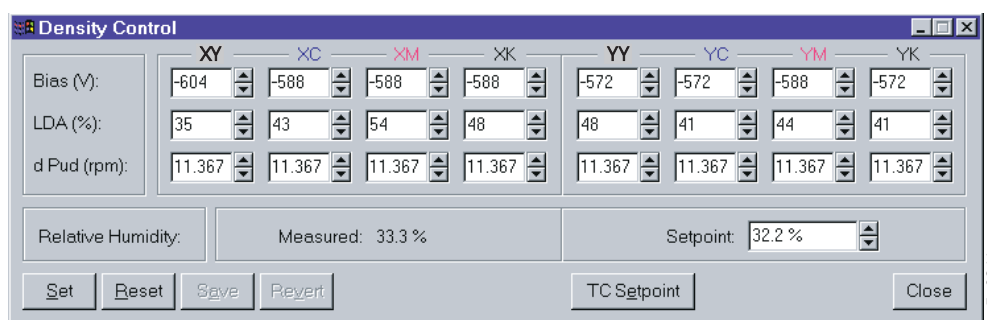 Density Control
XY XC XM XK YY YC YM YK
Bias (V): -604 -588 -588 -588 -572 -572 -588 -572
LDA (%): 35 43 54 48 48 41 44 41
d Pud (rpm): 11.367 11.367 11.367 11.367 11.367 11.367 11.367 11.367
Relative Humidity: Measured: 33.3 % Setpoint: 32.2 %
Set Reset Save Revert TC Setpoint Close